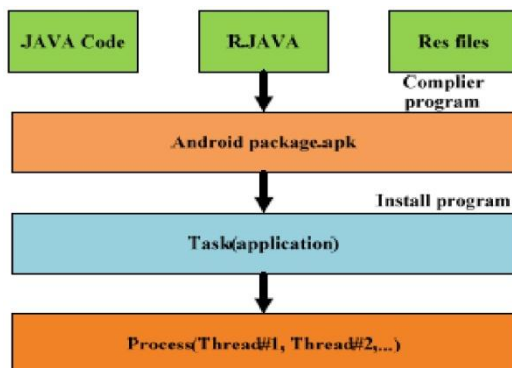 JAVA Code
R.JAVA
Res files
Complier
program
Android package.apk
Install program
Task(application)
Process(Thread#1, Thread#2,...)